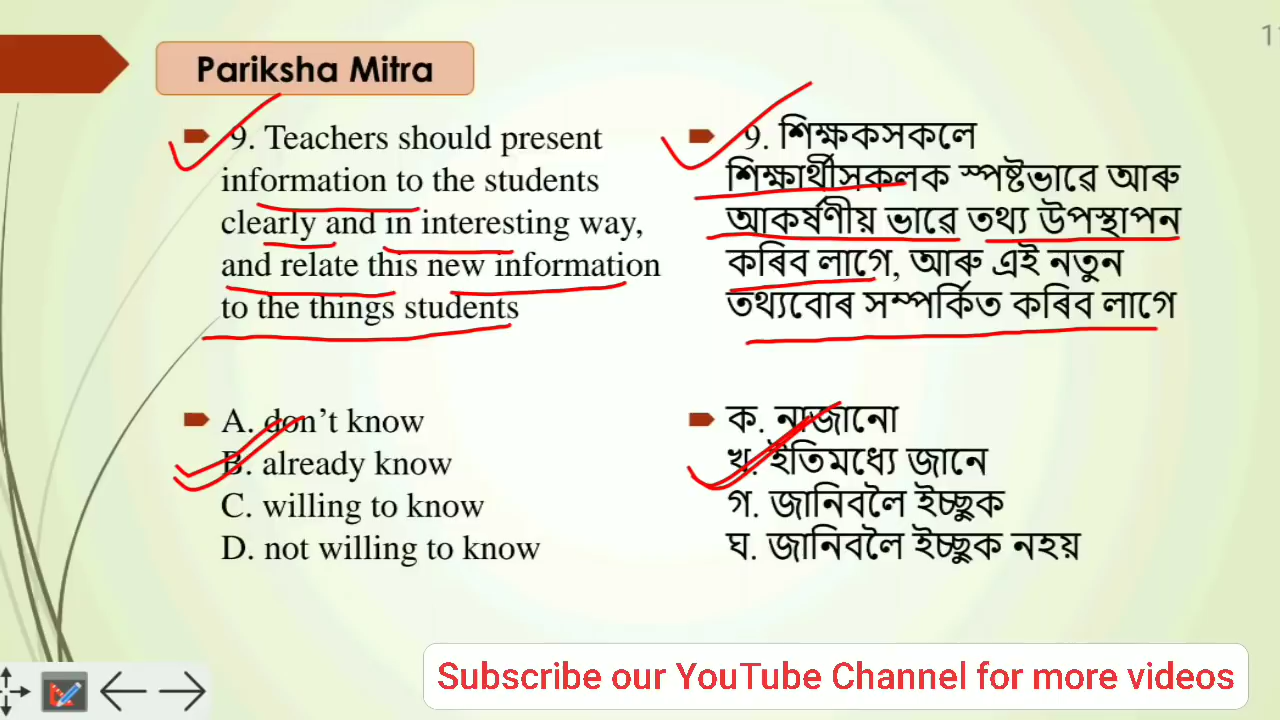 Pariksha Mitra
9. Teachers should present
information to the students
clearly and in interesting way,
and relate this new information
to the things students
A. don't know
B. already know
C. willing to know
D. not willing to know
9. শিক্ষকসকলে
শিক্ষাৰ্থীসকলক স্পষ্টভাৱে আৰু
আকৰ্ষণীয় ভাৱে তথ্য উপস্থাপন
কৰিব লাগে, আৰু এই নতুন
তথ্যবোৰ সম্পৰ্কিত কৰিব লাগে
ক. নাজানো
খ. ইতিমধ্যে জানে
গ. জানিবলৈ ইচ্ছুক
ঘ. জানিবলৈ ইচ্ছুক নহয়
Subscribe our YouTube Channel for more videos